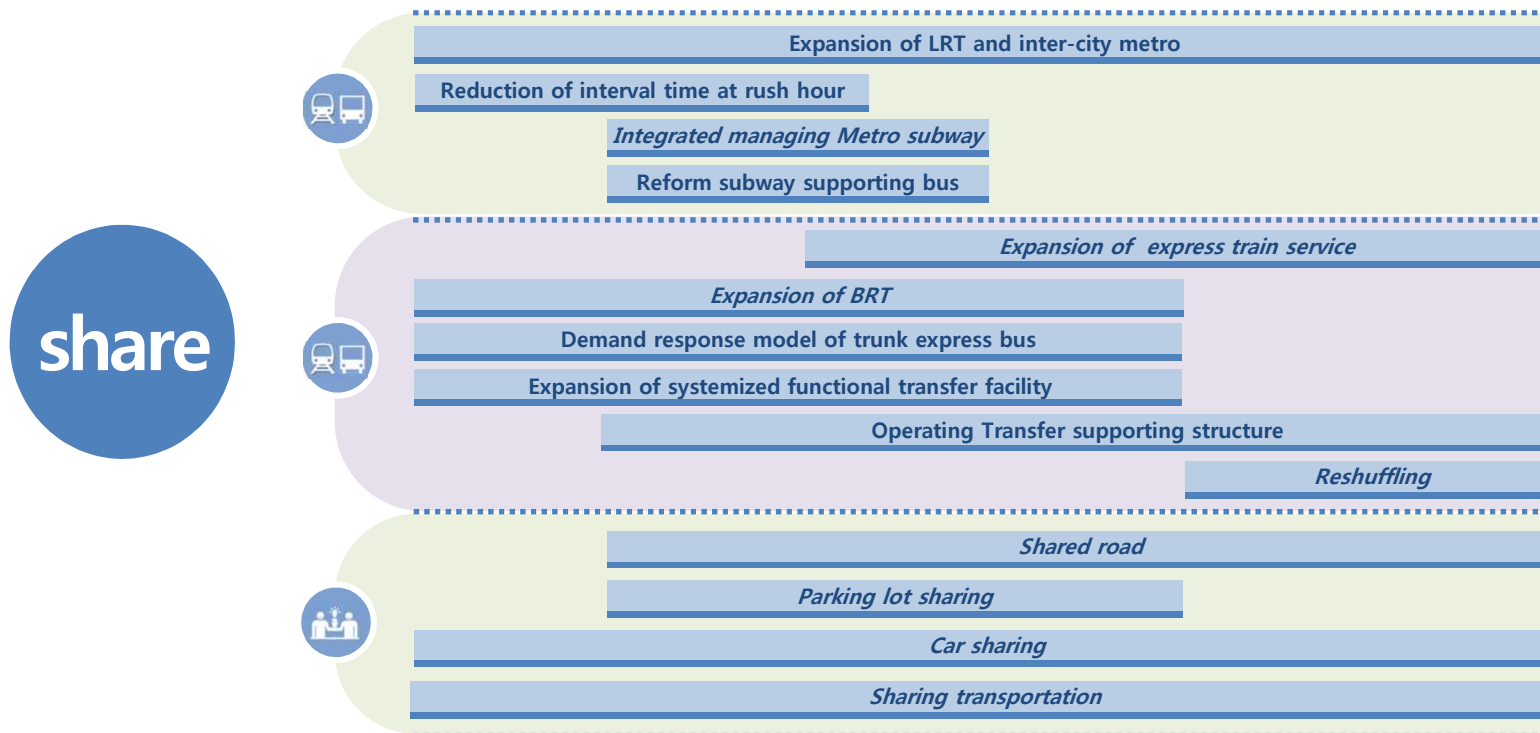 Expansion of LRT and inter-city metro
Reduction of interval time at rush hour
Integrated managing Metro subway
Reform subway supporting bus
share
Expansion of express train service
Expansion of BRT
Demand response model of trunk express bus
Expansion of systemized functional transfer facility
Operating Transfer supporting structure
Reshuffling
Shared road
Parking lot sharing
Car sharing
Sharing transportation